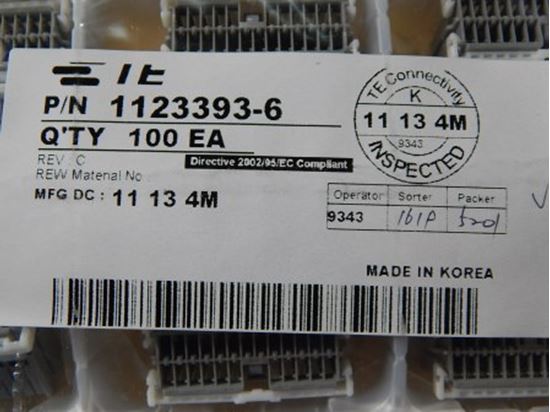 TE
P/N 1123393-6
Q'TY 100 EA
REV : C
Directive 2002/95/EC Compliant
REW Material No :
MFG DC : 11 13 4M
TE Connectivity
K
11 13 4M
9343
INSPECTED
Operator Sorter Packer
9343 161P
MADE IN KOREA